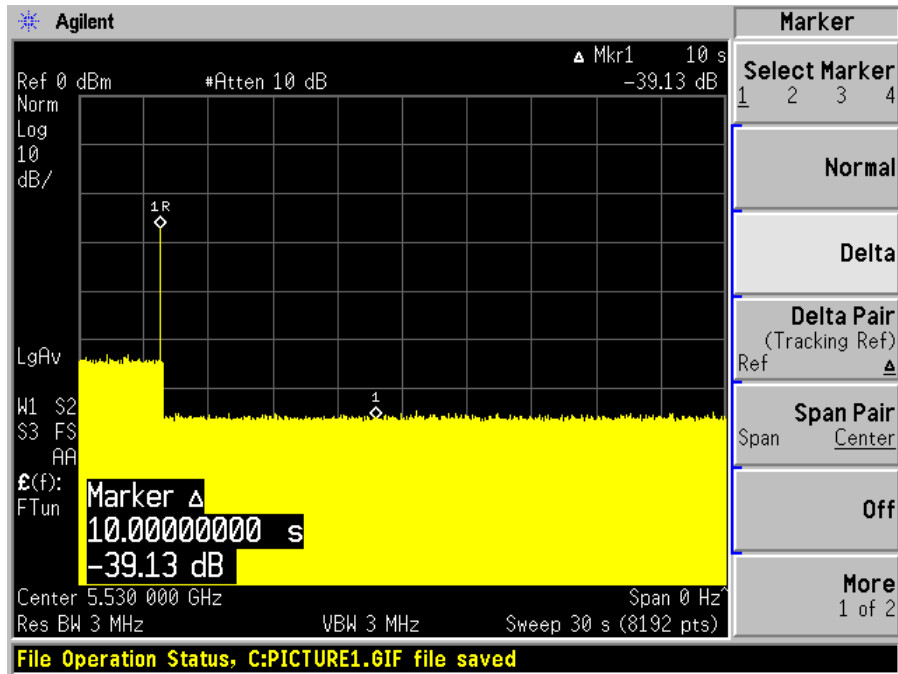 Agilent
Marker
Δ Mkr1 10 s
Ref 0 dBm #Atten 10 dB -39.13 dB
Norm
Log
10
dB/
1R
LgAv
1
W1 S2
S3 FS
AA
£(f):
FTun
Marker Δ
10.00000000 s
-39.13 dB
Center 5.530 000 GHz Span 0 Hz^
Res BW 3 MHz VBW 3 MHz Sweep 30 s (8192 pts)
File Operation Status, C:PICTURE1.GIF file saved
Select Marker
1 2 3 4
Normal
Delta
Delta Pair
(Tracking Ref)
Ref Δ
Span Pair
Span Center
Off
More
1 of 2